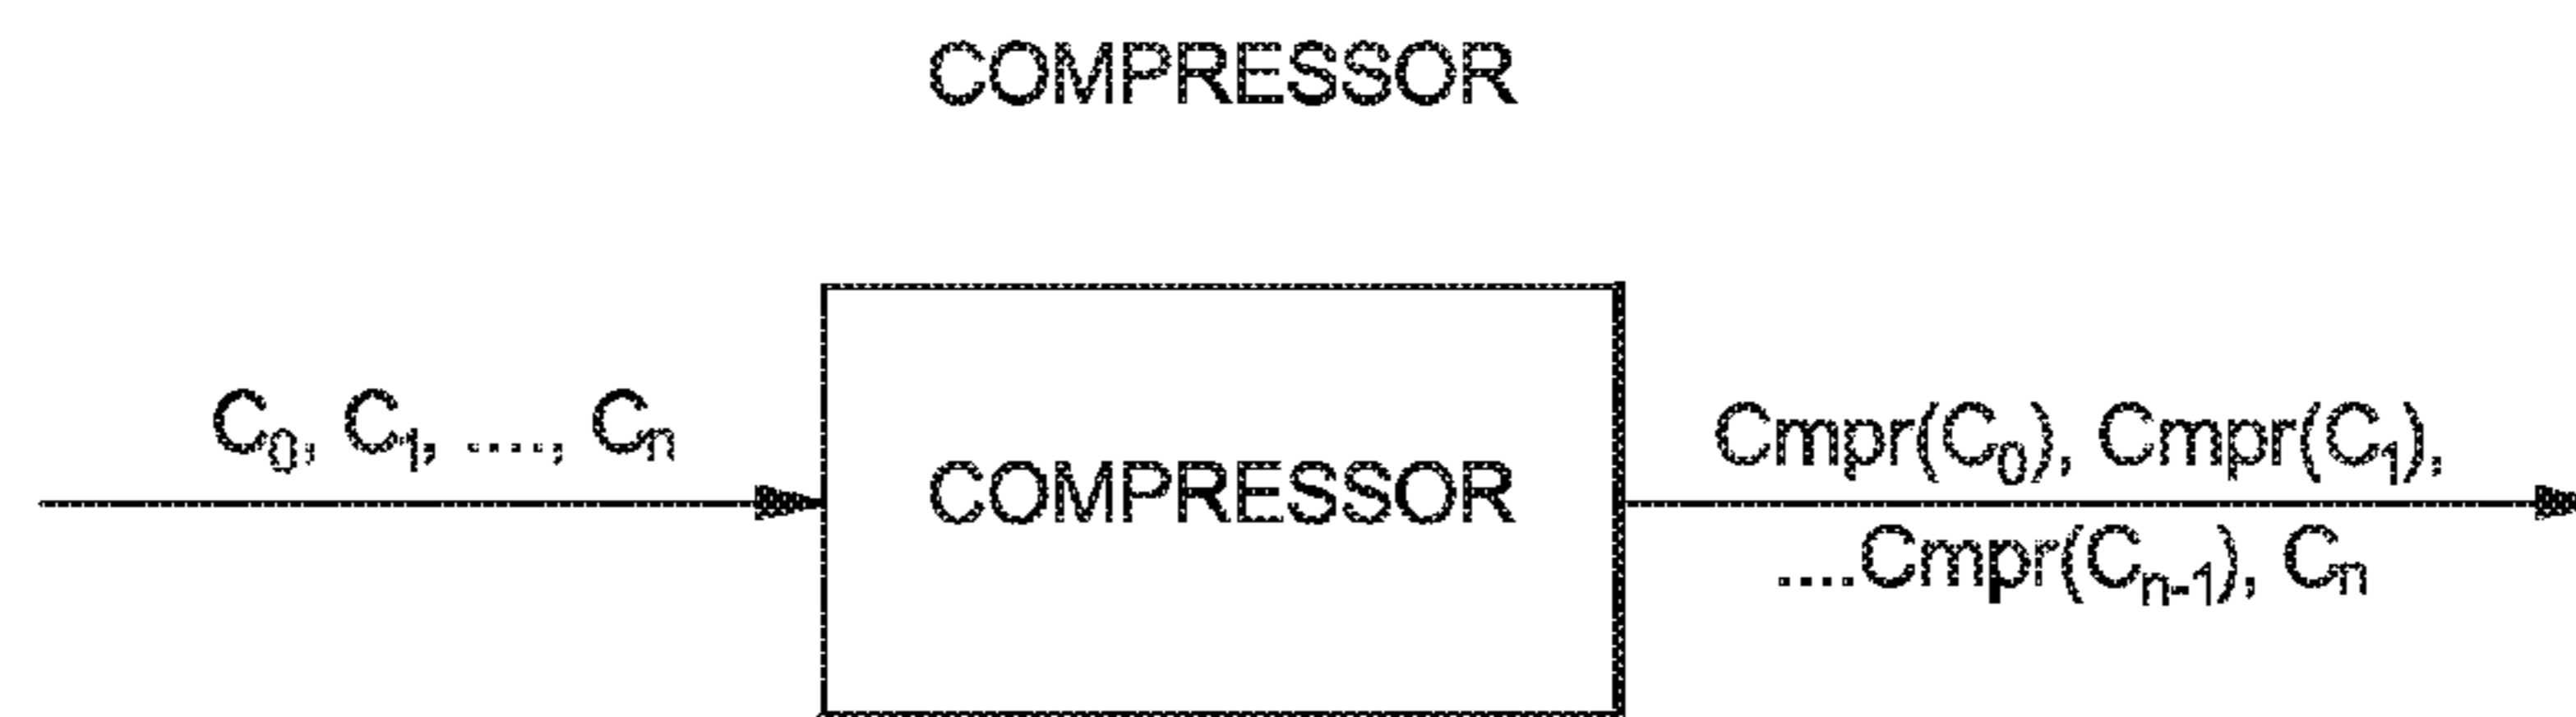 COMPRESSOR
C₀, C₁, ...., Cₙ
COMPRESSOR
Cmpr(C₀), Cmpr(C₁),
....Cmpr(Cₙ₋₁), Cₙ